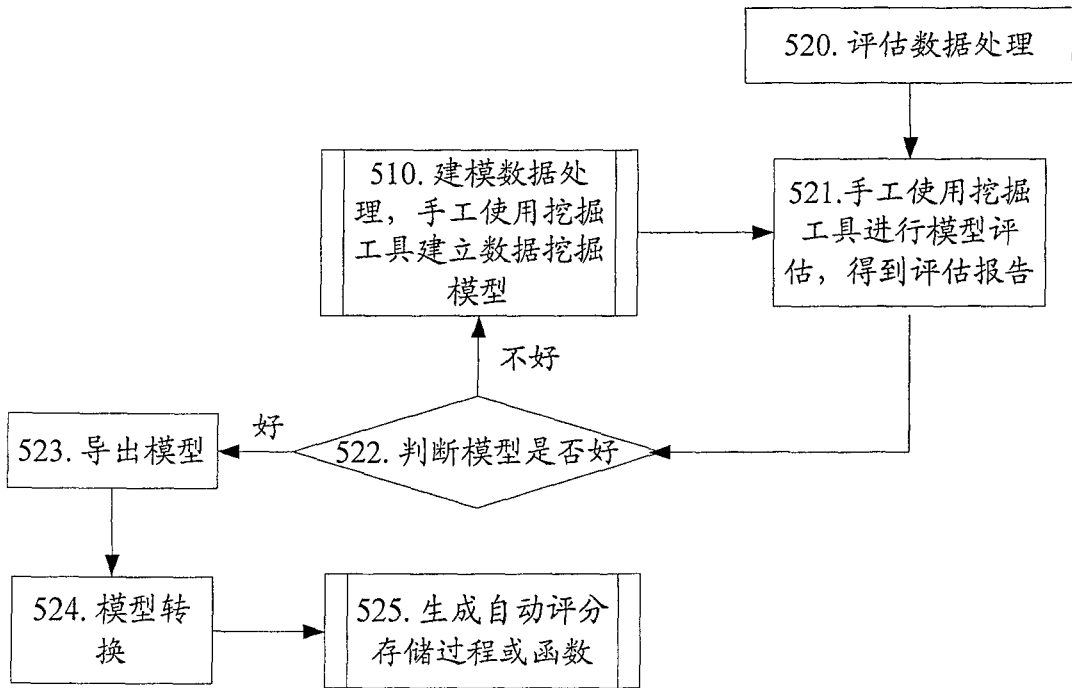 520. 评估数据处理
510. 建模数据处
理，手工使用挖掘
工具建立数据挖掘
模型
521.手工使用挖掘
工具进行模型评
估，得到评估报告
不好
好
522. 判断模型是否好
523. 导出模型
524. 模型转
换
525. 生成自动评分
存储过程或函数